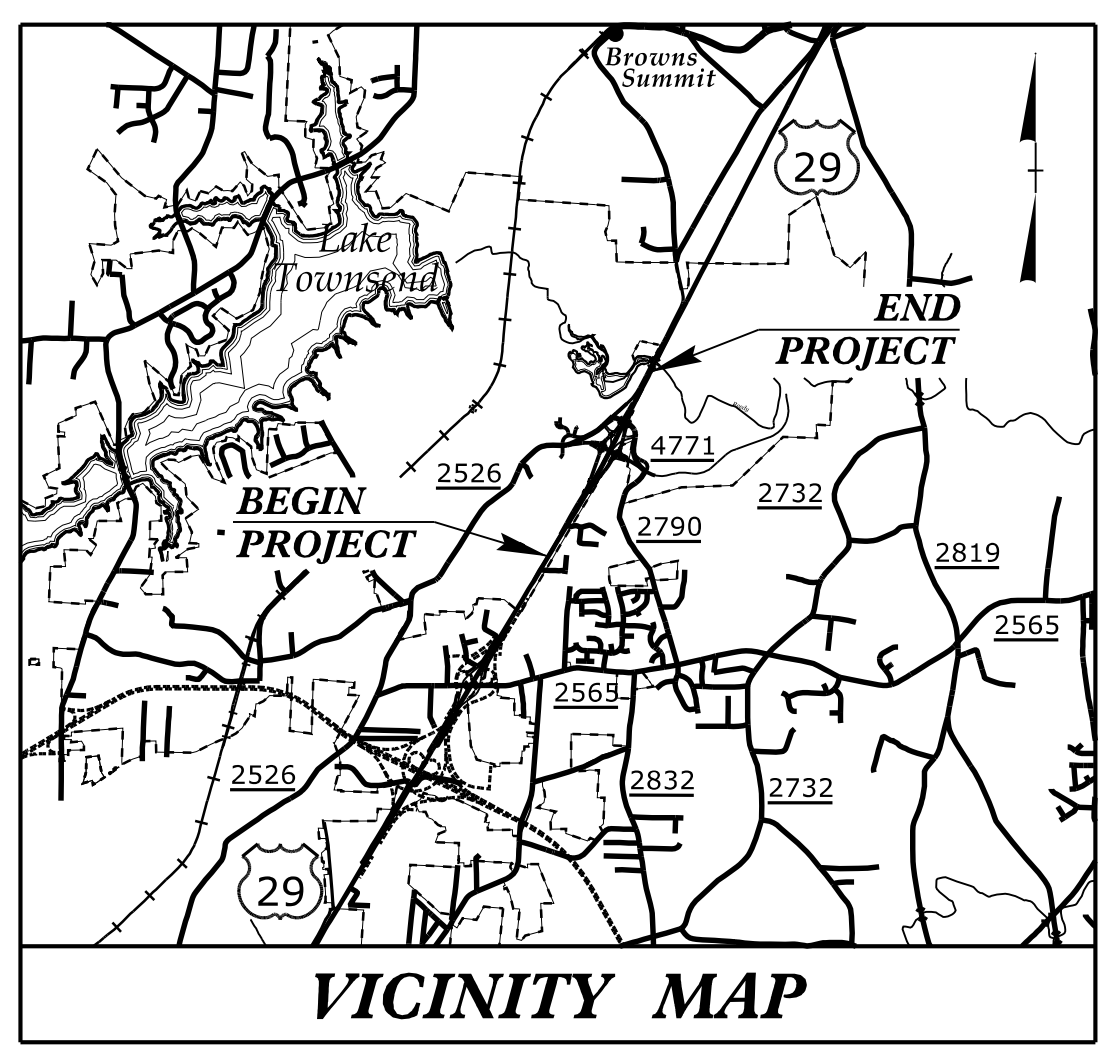 Browns
Summit
29
Lake
Townsend
END
PROJECT
4771
2526
BEGIN
PROJECT
2732
2790
2819
2565
2565
2526
2832
2732
29
VICINITY MAP